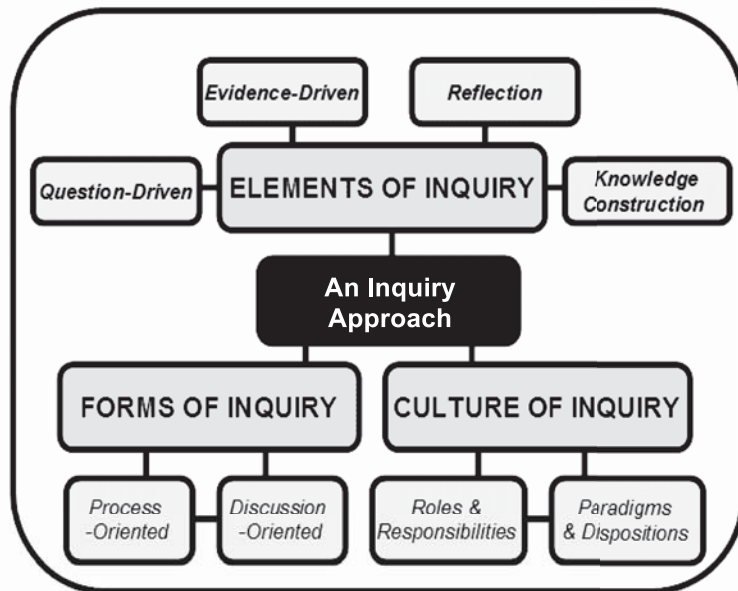 Evidence-Driven
Reflection
Question-Driven
ELEMENTS OF INQUIRY
Knowledge
Construction
An Inquiry
Approach
FORMS OF INQUIRY
CULTURE OF INQUIRY
Process
-Oriented
Discussion
-Oriented
Roles &
Responsibilities
Paradigms
& Dispositions